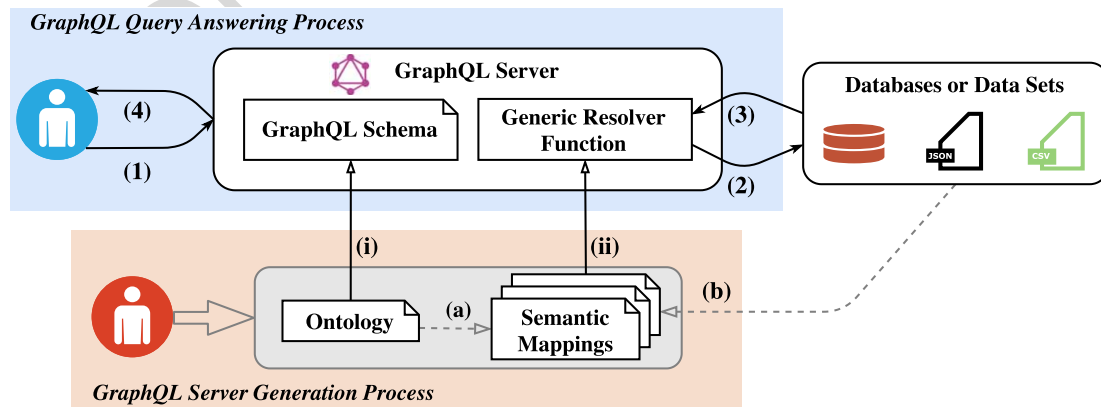 GraphQL Query Answering Process
GraphQL Server
Databases or Data Sets
(4)
GraphQL Schema
Generic Resolver
Function
(3)
JSON
CSV
(1)
(2)
(i)
(ii)
(b)
Ontology
(a)
Semantic
Mappings
GraphQL Server Generation Process